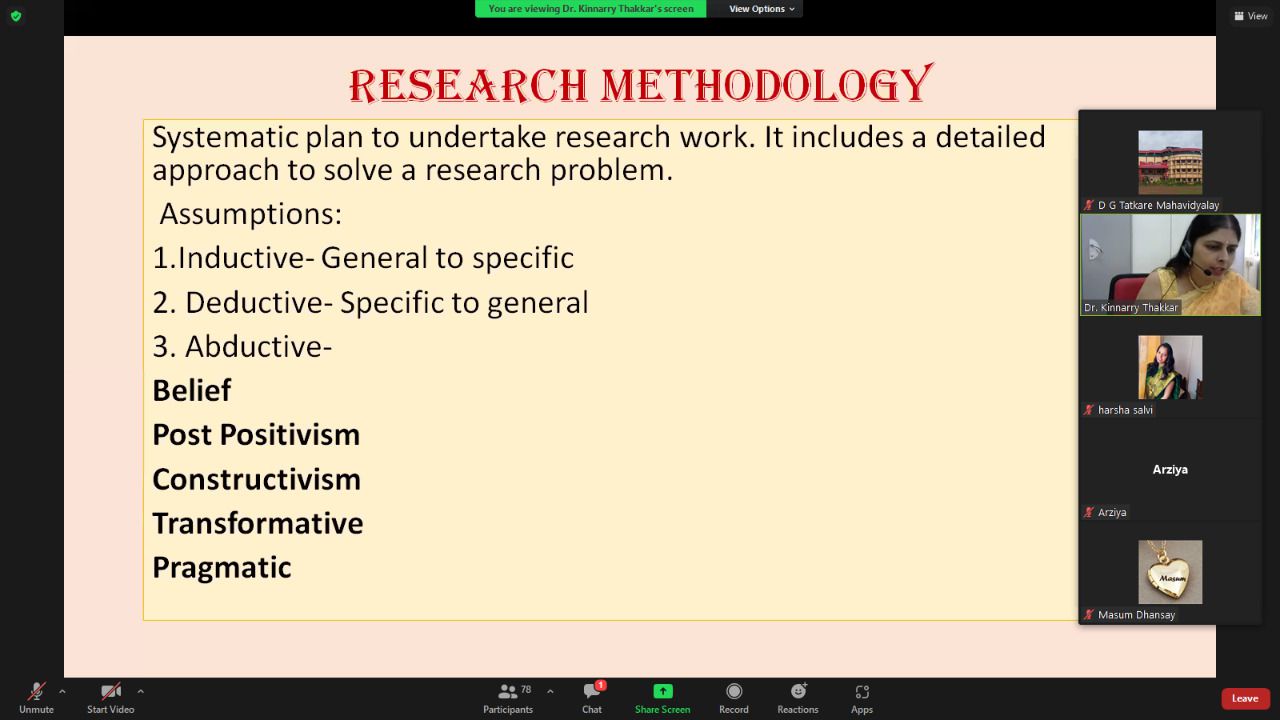 You are viewing Dr. Kinnarry Thakkar's screen
View Options
View
RESEARCH METHODOLOGY
Systematic plan to undertake research work. It includes a detailed
approach to solve a research problem.
Assumptions:
1.Inductive- General to specific
2. Deductive- Specific to general
3. Abductive-
Belief
Post Positivism
Constructivism
Transformative
Pragmatic
D G Tatkare Mahavidyalay
Dr. Kinnarry Thakkar
harsha salvi
Arziya
Arziya
Masum
Masum Dhansay
Unmute
Start Video
Participants
78
Chat
1
Share Screen
Record
Reactions
Apps
Leave